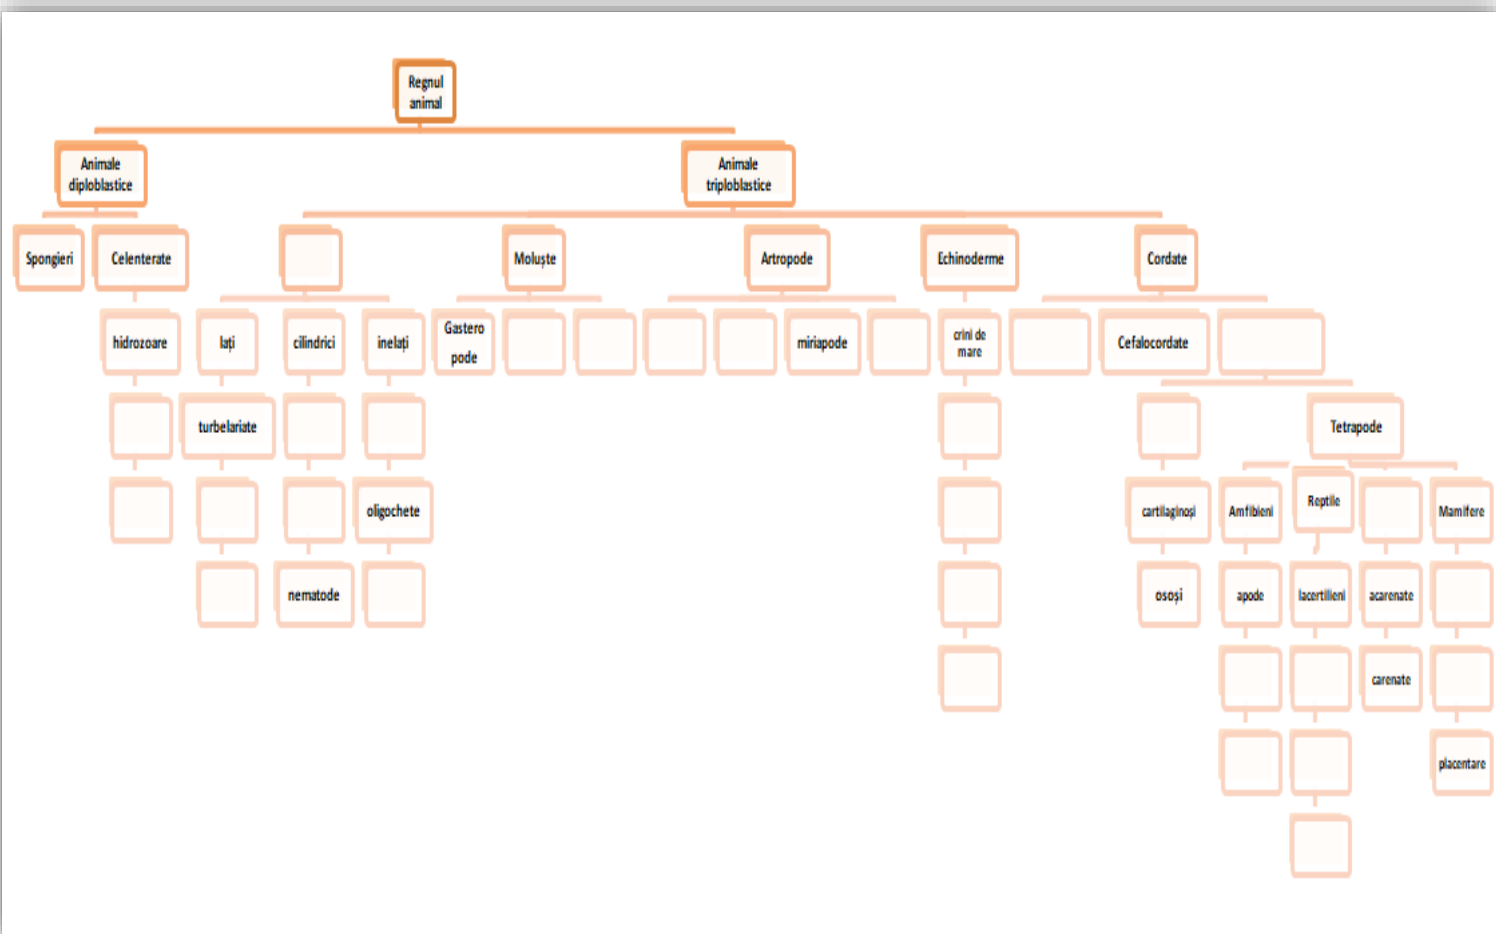 Regnul
animal
Animale
diploblastice
Animale
triploblastice
Spongieri
Celenterate
Moluște
Artropode
Echinoderme
Cordate
hidrozoare
lați
cilindrici
inelați
Gastero
pode
miriapode
crini de
mare
Cefalocordate
turbelariate
Tetrapode
oligochete
cartilaginoși
Amfibieni
Reptile
Mamifere
nematode
ososi
apode
lacertilieni
acarenate
carenate
placentare